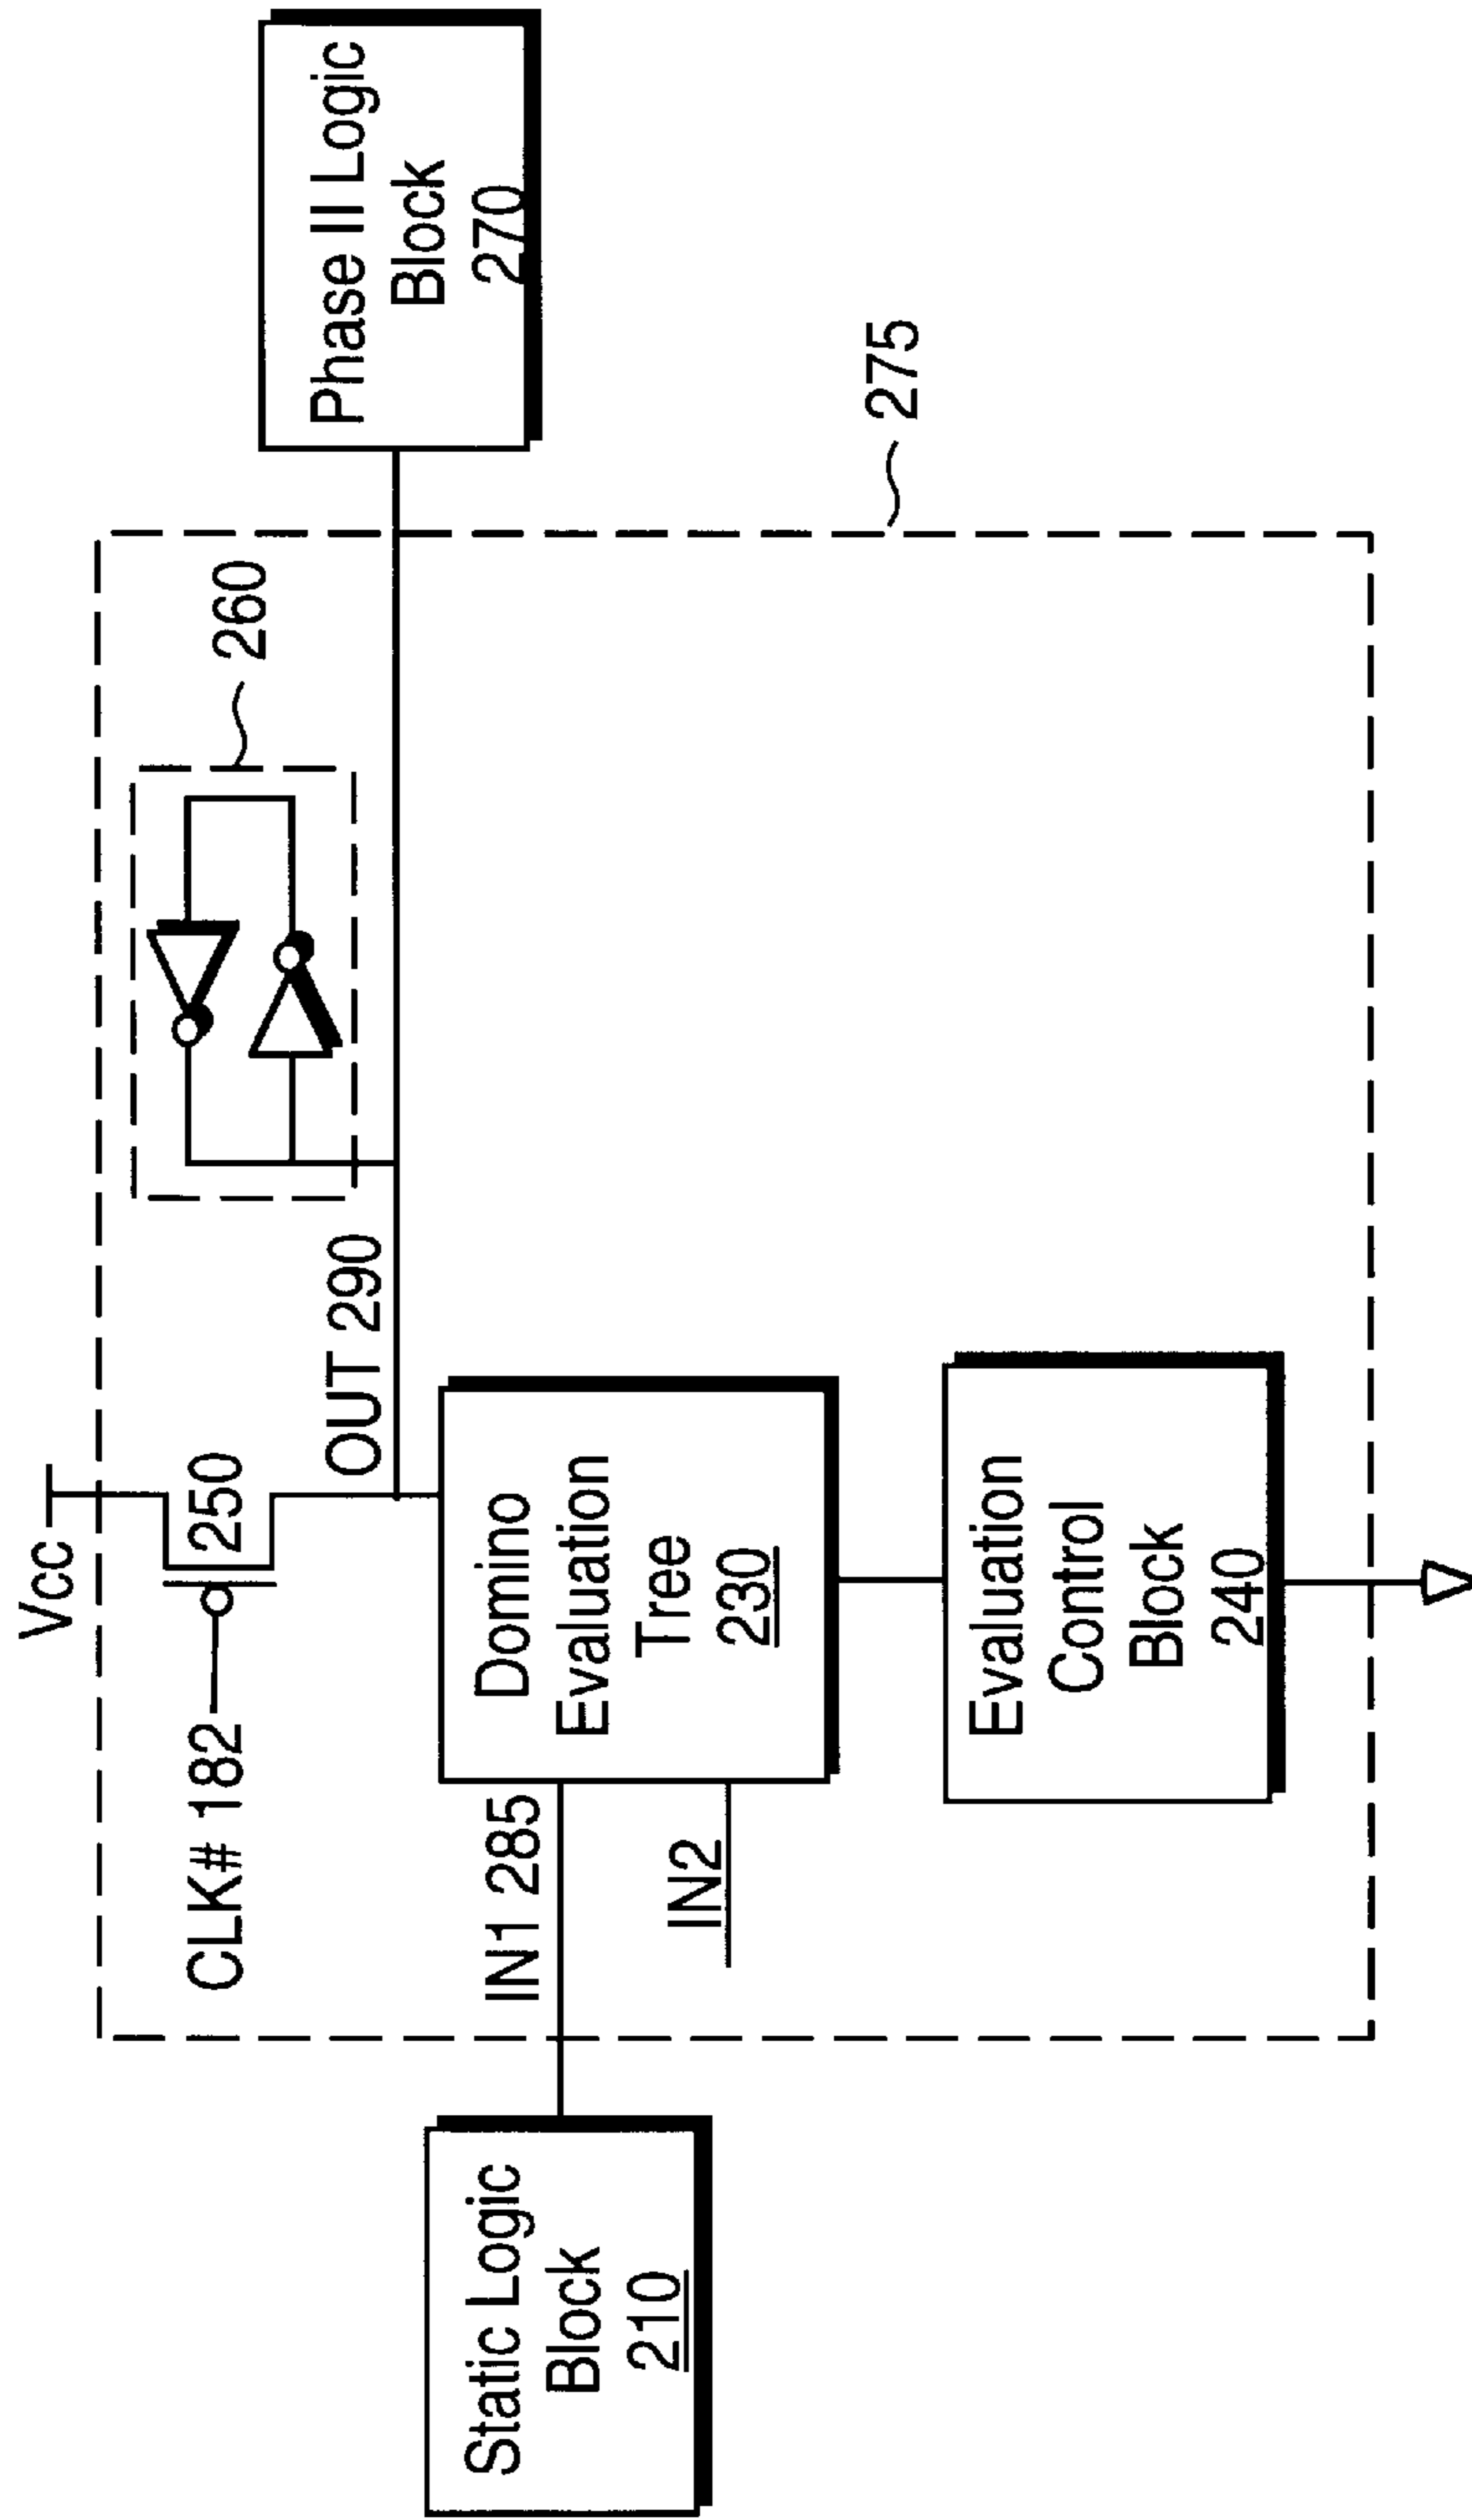 Vcc
CLK# 182
250
OUT 290
260
Phase III Logic
Block
270
275
IN1 285
IN2
Domino
Evaluation
Tree
230
Static Logic
Block
210
Evaluation
Control
Block
240